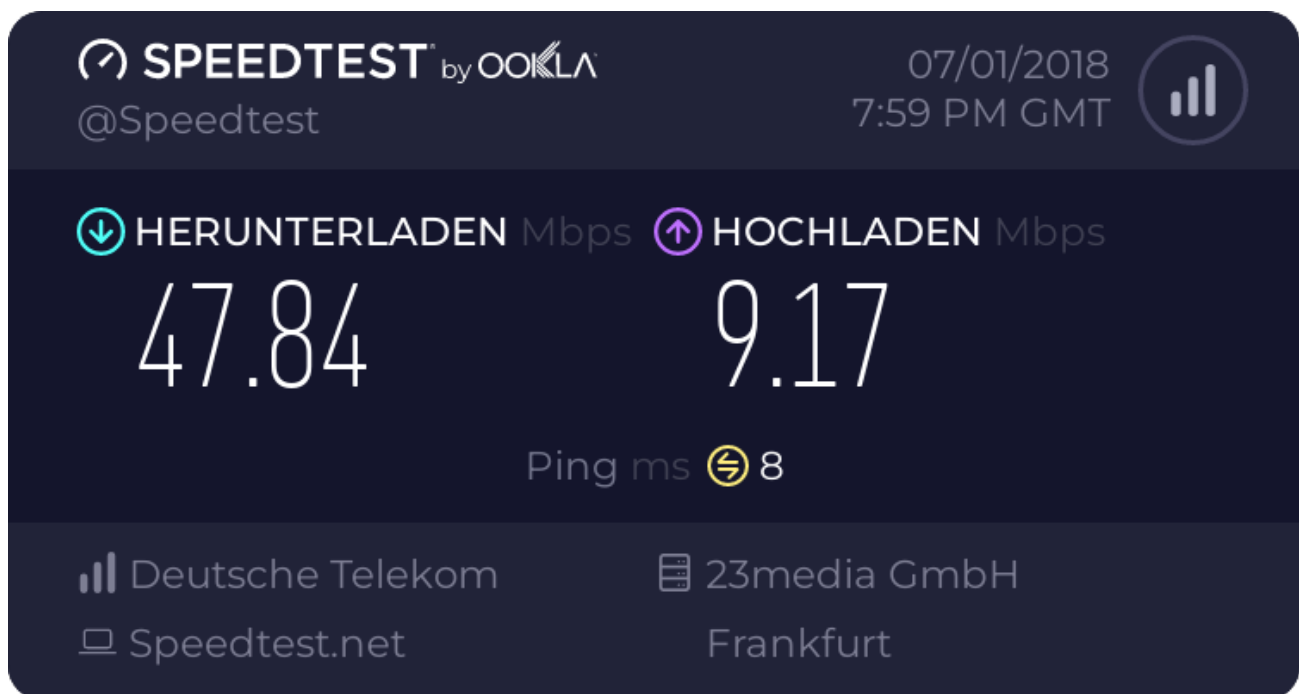 SPEEDTEST by OOKLA
@Speedtest
07/01/2018
7:59 PM GMT
HERUNTERLADEN Mbps
47.84
HOCHLADEN Mbps
9.17
Ping ms 8
Deutsche Telekom
Speedtest.net
23media GmbH
Frankfurt